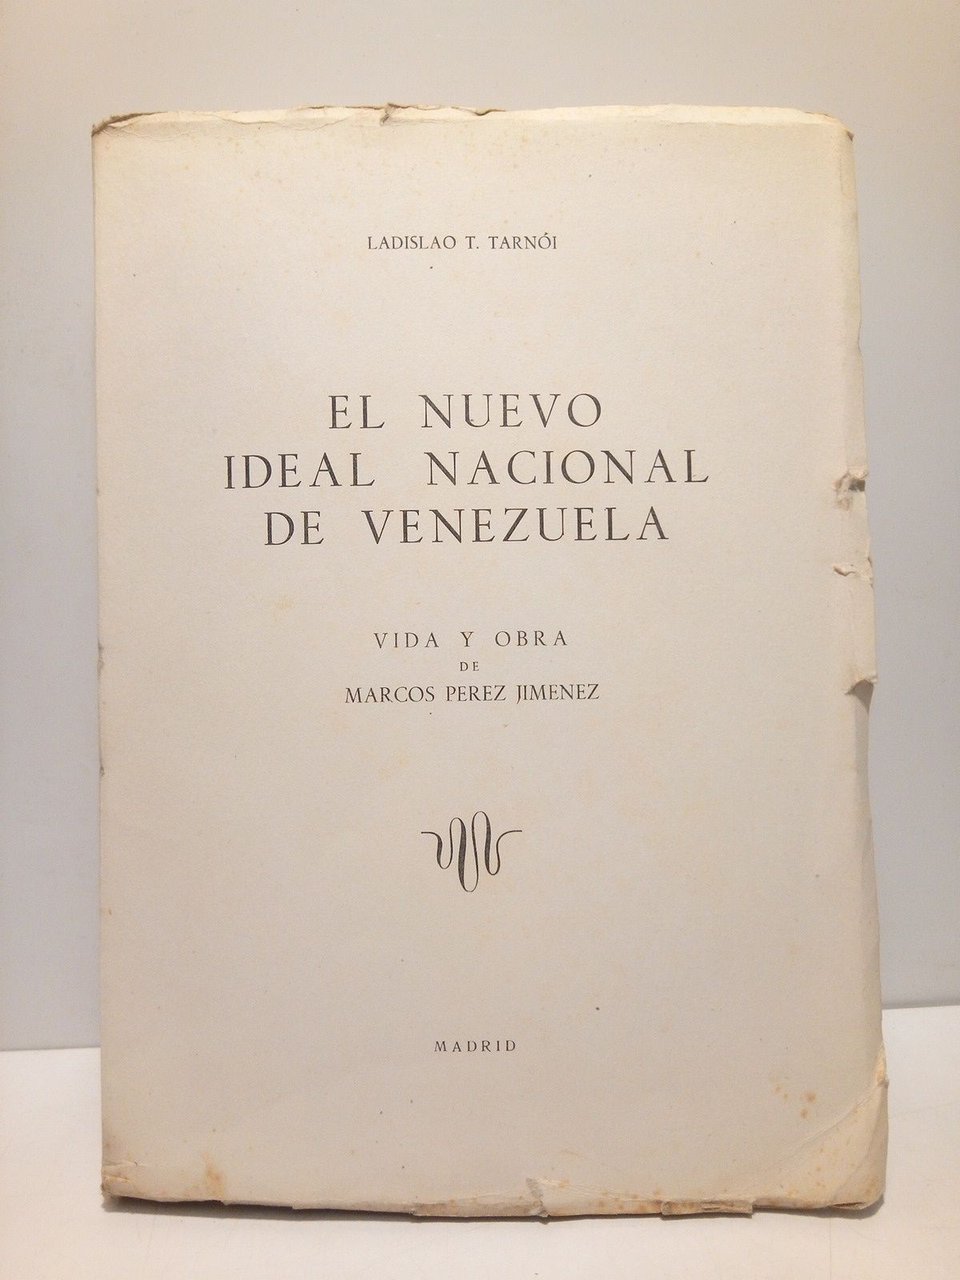 LADISLAO T. TARNÓI
EL NUEVO
IDEAL NACIONAL
DE VENEZUELA
VIDA Y OBRA
DE
MARCOS PEREZ JIMENEZ
MADRID